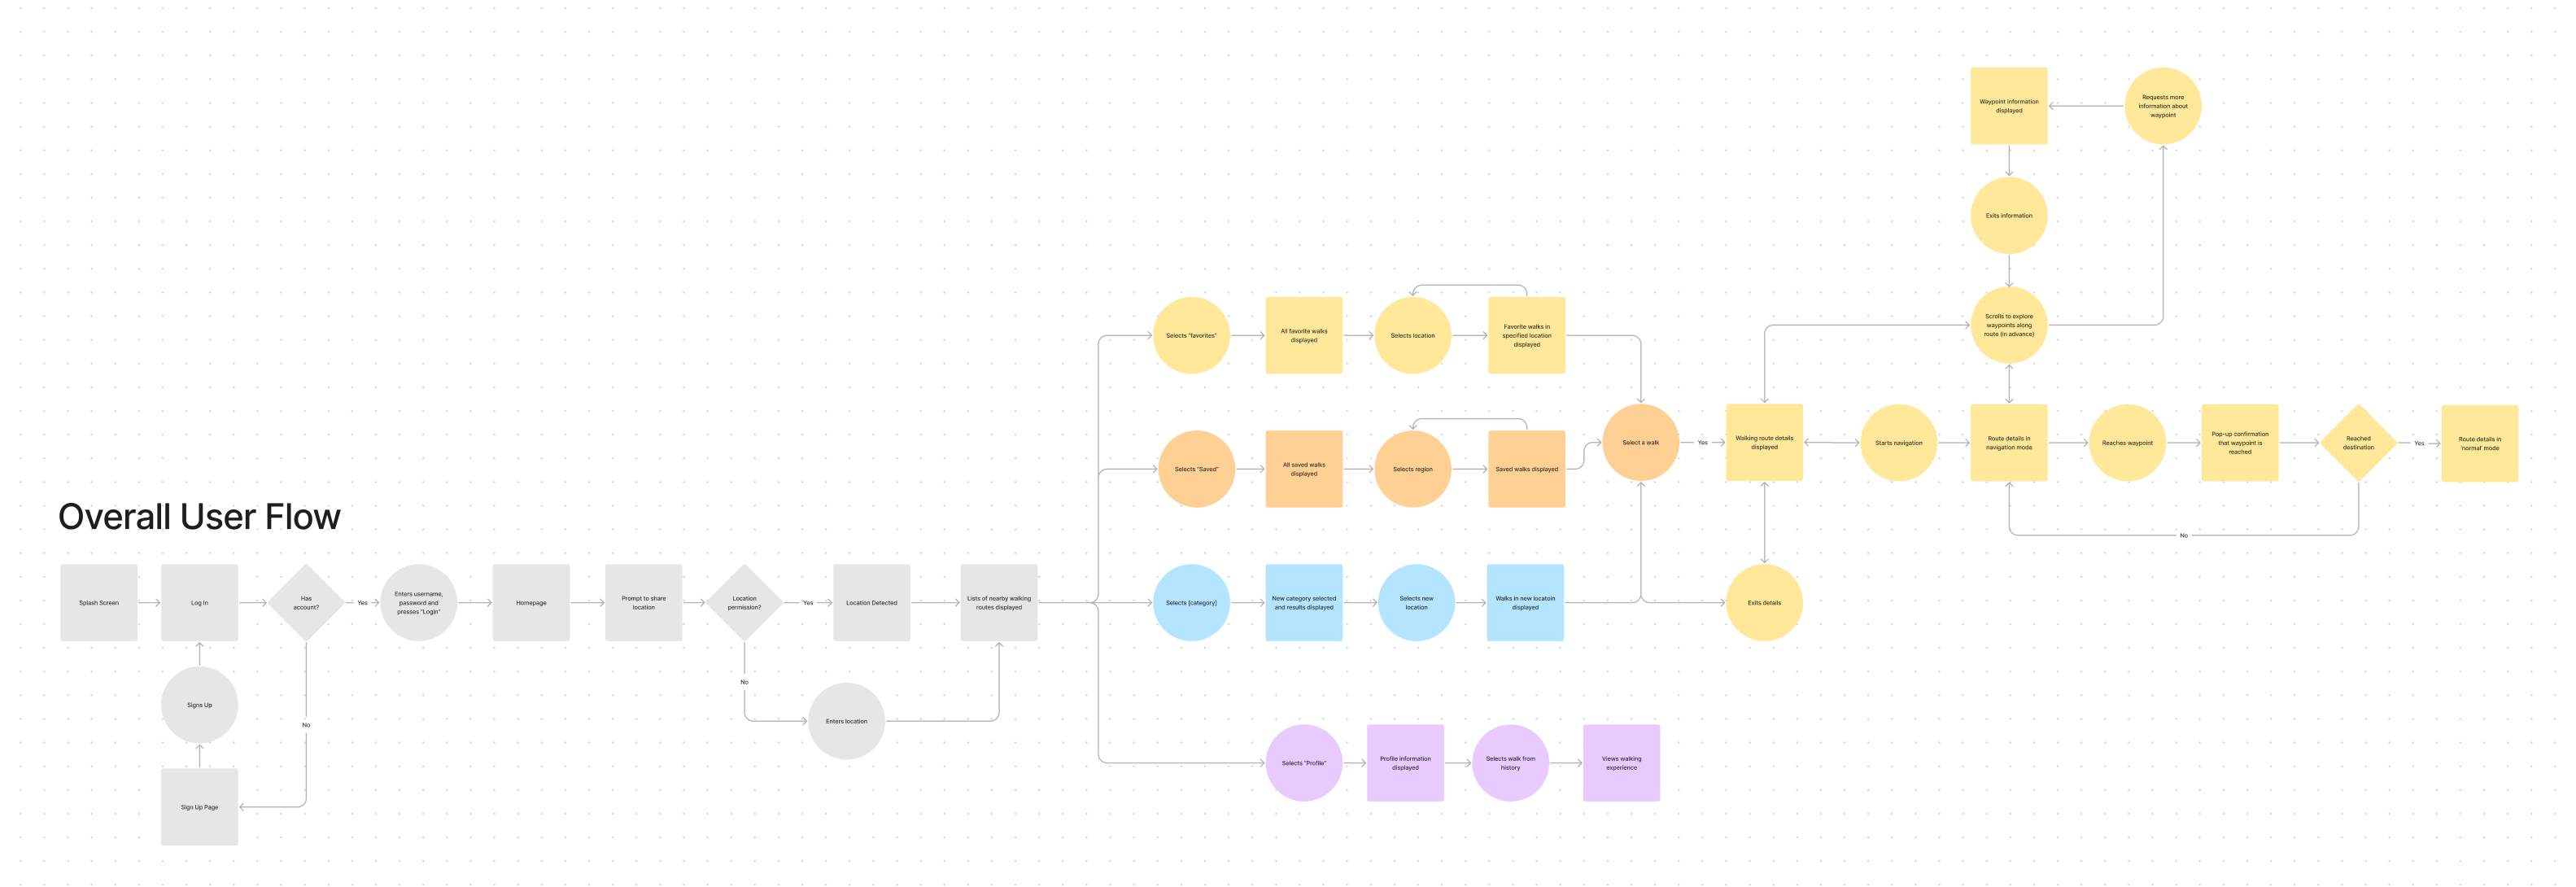 Overall User Flow
Splash Screen
Log In
Has
account?
Yes
Enters username,
password and
presses "Login"
Homepage
Prompt to share
location
Location
permission?
Yes
Location Detected
Lists of nearby walking
routes displayed
No
Signs Up
Sign Up Page
No
Enters location
Selects "favorites"
All favorite walks
displayed
Selects location
Favorite walks in
specified location
displayed
Selects "Saved"
All saved walks
displayed
Selects region
Saved walks displayed
Selects [category]
New category selected
and results displayed
Selects new
location
Walks in new locatoin
displayed
Selects "Profile"
Profile information
displayed
Selects walk from
history
Views walking
experience
Select a walk
Yes
Walking route details
displayed
Exits details
Starts navigation
Route details in
navigation mode
Reaches waypoint
Pop-up confirmation
that waypoint is
reached
Reached
destination
Yes
Route details in
'normal' mode
No
Scrolls to explore
waypoints along
route (in advance)
Exits information
Waypoint information
displayed
Requests more
information about
waypoint